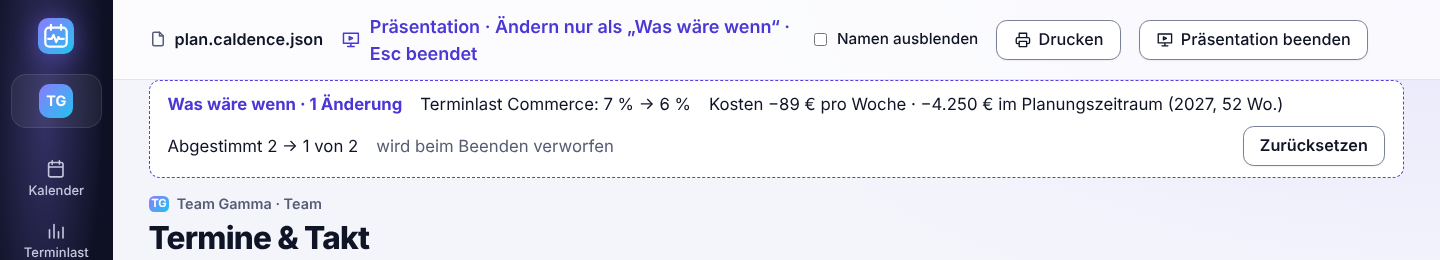 plan.caldence.json
Präsentation · Ändern nur als „Was wäre wenn“ ·
Esc beendet
Namen ausblenden
Drucken
Präsentation beenden
TG
Was wäre wenn · 1 Änderung Terminlast Commerce: 7 % → 6 % Kosten −89 € pro Woche · −4.250 € im Planungszeitraum (2027, 52 Wo.)
Abgestimmt 2 → 1 von 2 wird beim Beenden verworfen
Zurücksetzen
Kalender
TG Team Gamma · Team
Termine & Takt
Terminlast